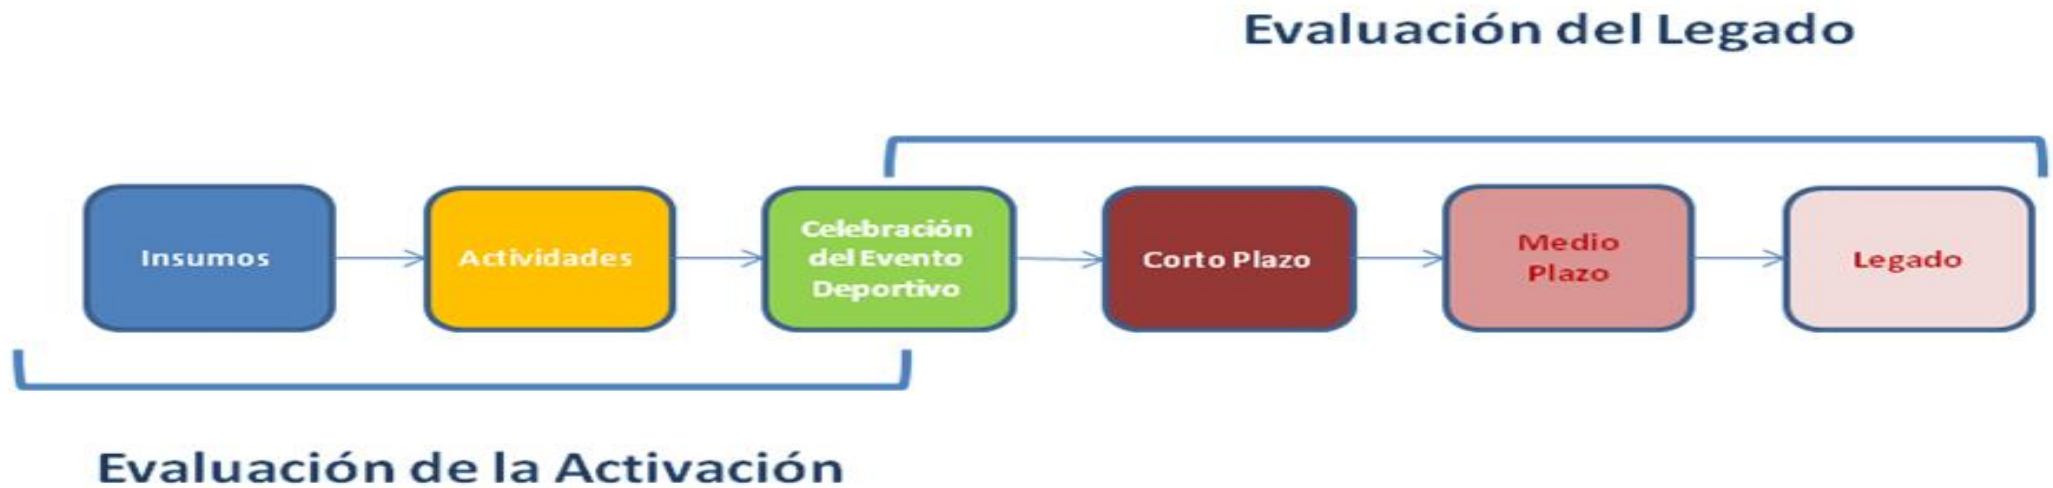 Evaluación del Legado
Insumos
Actividades
Celebración
del Evento
Deportivo
Corto Plazo
Medio
Plazo
Legado
Evaluación de la Activación